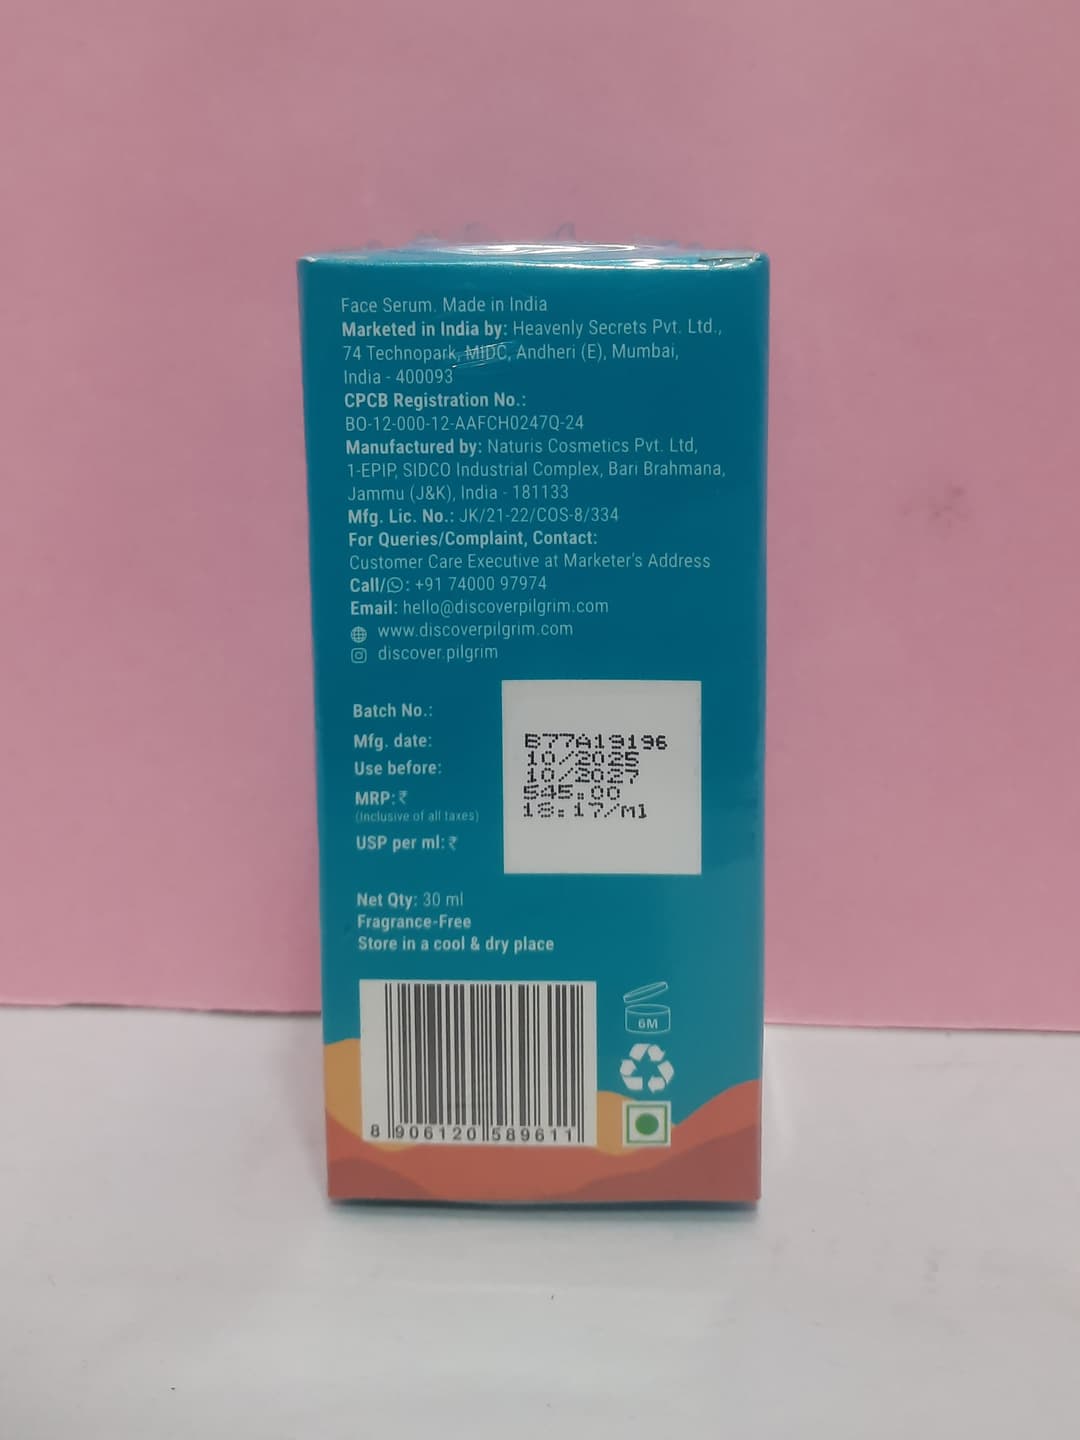 Face Serum. Made in India
Marketed in India by: Heavenly Secrets Pvt. Ltd.,
74 Technopark, MIDC, Andheri (E), Mumbai,
India - 400093
CPCB Registration No.:
BO-12-000-12-AAFCH0247Q-24
Manufactured by: Naturis Cosmetics Pvt. Ltd,
1-EPIP, SIDCO Industrial Complex, Bari Brahmana,
Jammu (J&K), India - 181133
Mfg. Lic. No.: JK/21-22/COS-8/334
For Queries/Complaint, Contact:
Customer Care Executive at Marketer's Address
Call/: +91 74000 97974
Email: hello@discoverpilgrim.com
www.discoverpilgrim.com
discover.pilgrim
Batch No.:
Mfg. date:
Use before:
MRP: ₹
(Inclusive of all taxes)
USP per ml: ₹
B77A19196
10/2025
10/2027
545.00
18.17/ml
Net Qty: 30 ml
Fragrance-Free
Store in a cool & dry place
8 906120 589611
6M